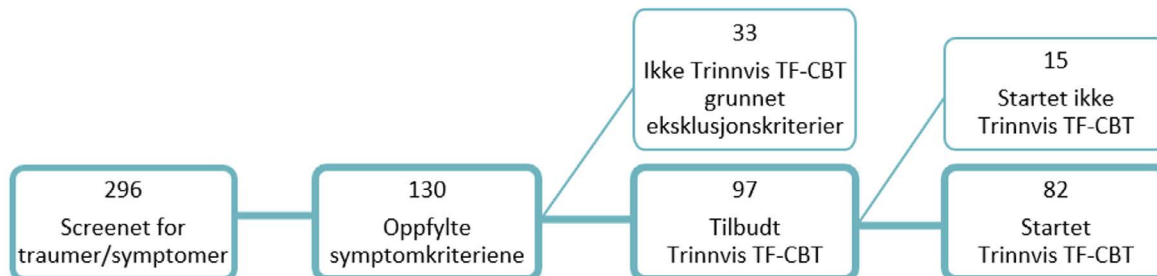 33
Ikke Trinnvis TF-CBT
grunnet
eksklusjonskriterier
15
Startet ikke
Trinnvis TF-CBT
296
Screenet for
traumer/symptomer
130
Oppfylte
symptomkriteriene
97
Tilbudt
Trinnvis TF-CBT
82
Startet
Trinnvis TF-CBT